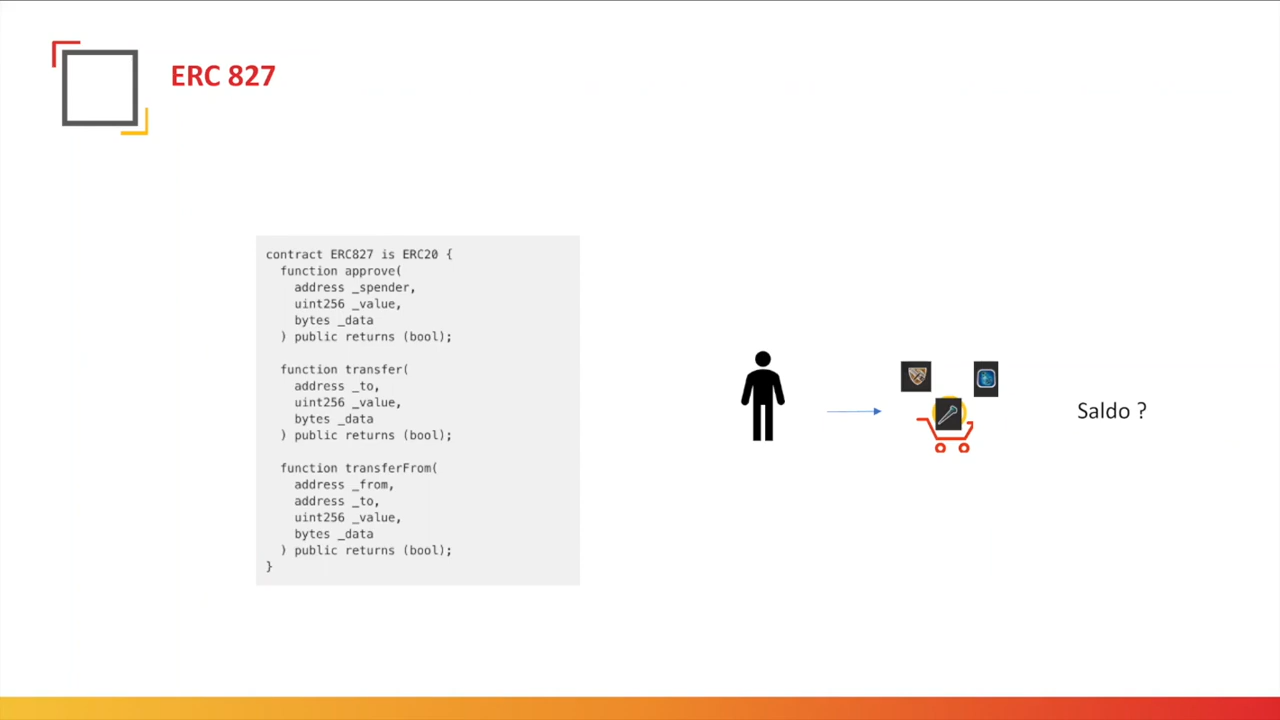 ERC 827
contract ERC827 is ERC20 {
  function approve(
    address _spender,
    uint256 _value,
    bytes _data
  ) public returns (bool);

  function transfer(
    address _to,
    uint256 _value,
    bytes _data
  ) public returns (bool);

  function transferFrom(
    address _from,
    address _to,
    uint256 _value,
    bytes _data
  ) public returns (bool);
}
Saldo ?